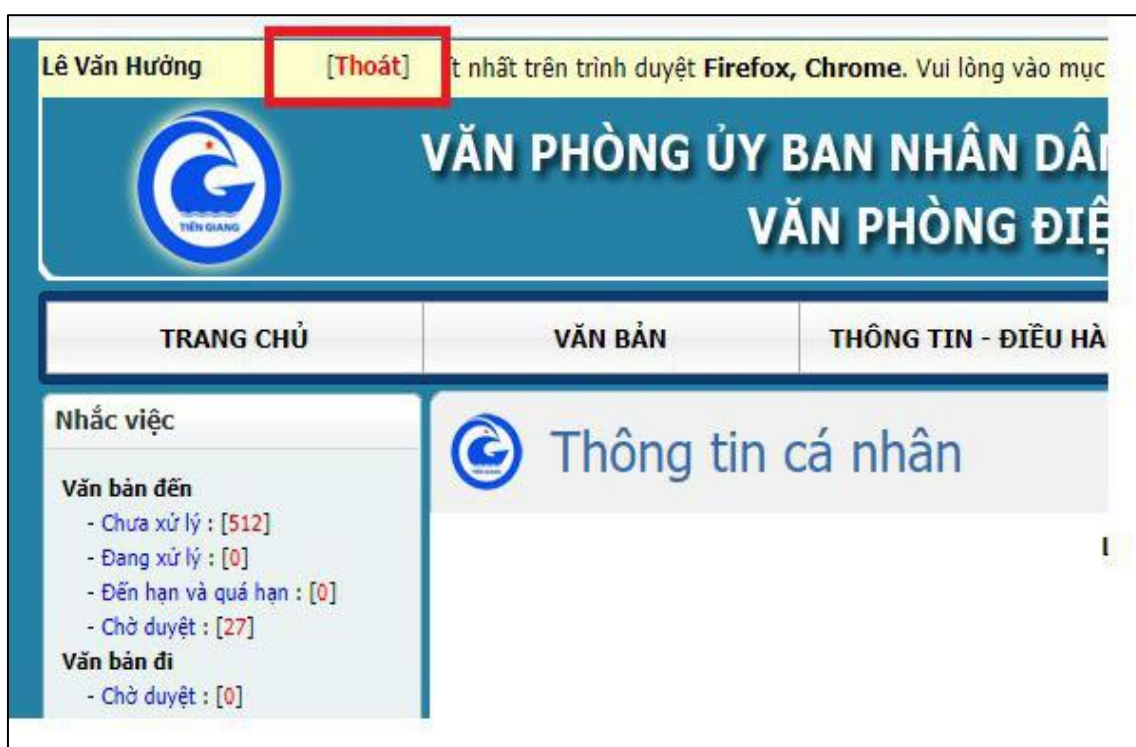 Lê Văn Hưởng [Thoát] t nhất trên trình duyệt Firefox, Chrome. Vui lòng vào mục
VĂN PHÒNG ỦY BAN NHÂN DÂN
VĂN PHÒNG ĐIỆ
TIỀN GIANG
TRANG CHỦ VĂN BẢN THÔNG TIN - ĐIỀU HÀ
Nhắc việc
Thông tin cá nhân
Văn bản đến
- Chưa xử lý : [512]
- Đang xử lý : [0]
- Đến hạn và quá hạn : [0]
- Chờ duyệt : [27]
Văn bản đi
- Chờ duyệt : [0]